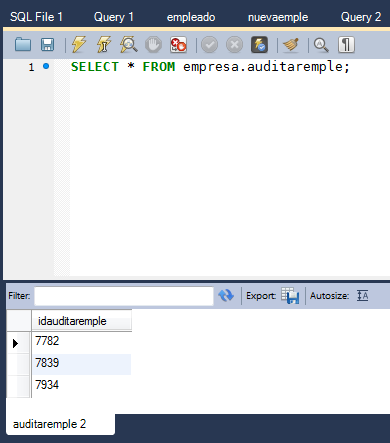 SQL File 1 Query 1 empleado nuevaemple Query 2
1 SELECT * FROM empresa.auditaremple;
Filter: Export: Autosize:
idauditaremple
7782
7839
7934
auditaremple 2